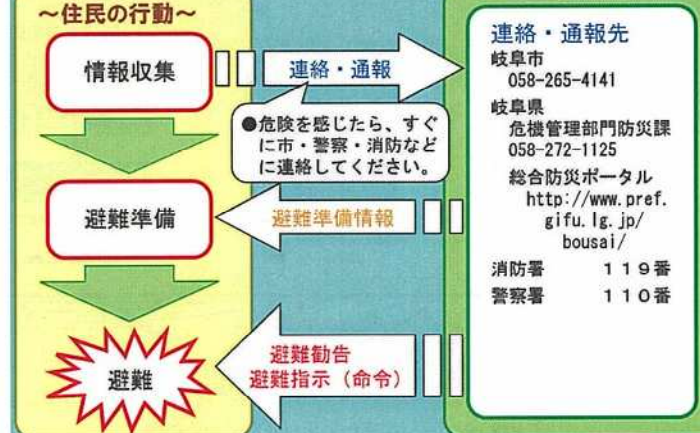 ~住民の行動~
情報収集
連絡・通報
●危険を感じたら、すぐ
に市・警察・消防など
に連絡してください。
避難準備
避難準備情報
避難
避難勧告
避難指示(命令)
連絡・通報先
岐阜市
058-265-4141
岐阜県
危機管理部門防災課
058-272-1125
総合防災ポータル
http://www.pref.
gifu.lg.jp/
bousai/
消防署 119番
警察署 110番